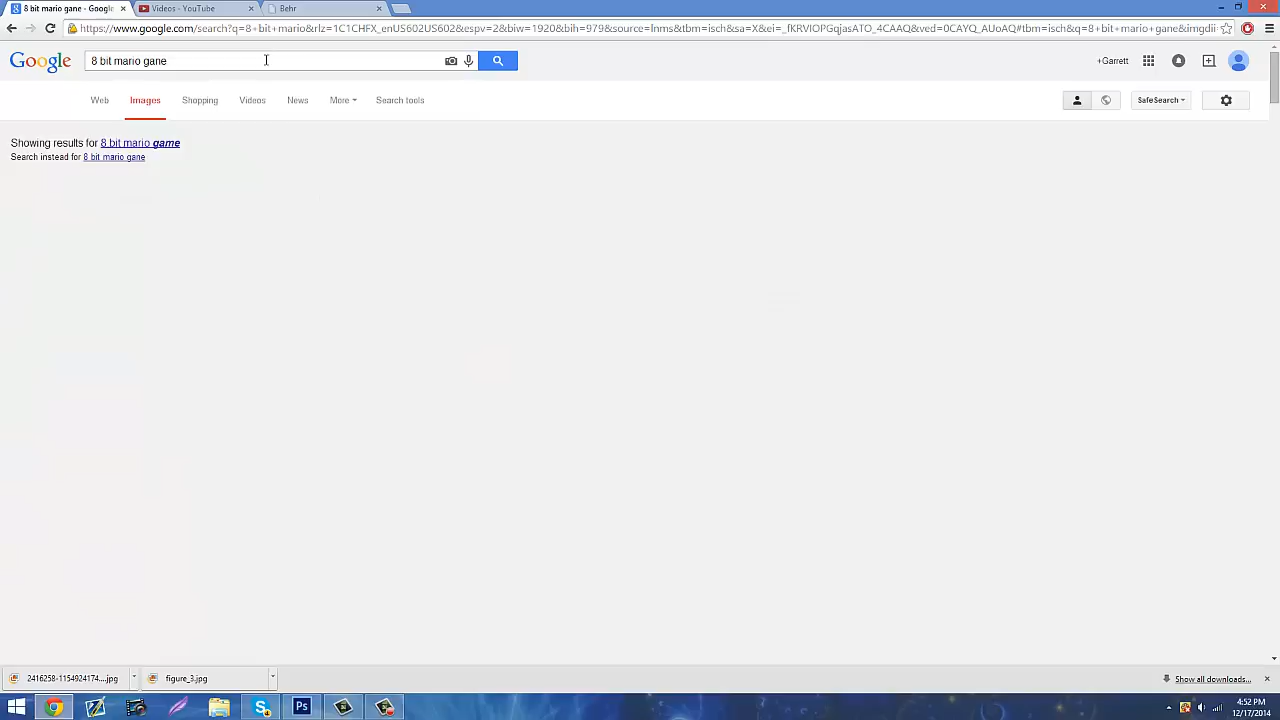 8 bit mario gane - Google
Videos - YouTube
Behr
https://www.google.com/search?q=8+bit+mario&rlz=1C1CHFX_enUS602US602&espv=2&biw=1920&bih=979&source=lnms&tbm=isch&sa=X&ei=_fKRVIOPGqjasATO_4CAAQ&ved=0CAYQ_AUoAQ#tbm=isch&q=8+bit+mario+gane&imgdii
Google
8 bit mario gane
+Garrett
Web
Images
Shopping
Videos
News
More
Search tools
SafeSearch
Showing results for 8 bit mario game
Search instead for 8 bit mario gane
2416258-1154924174....jpg
figure_3.jpg
Show all downloads...
Ps
4:52 PM
12/17/2014